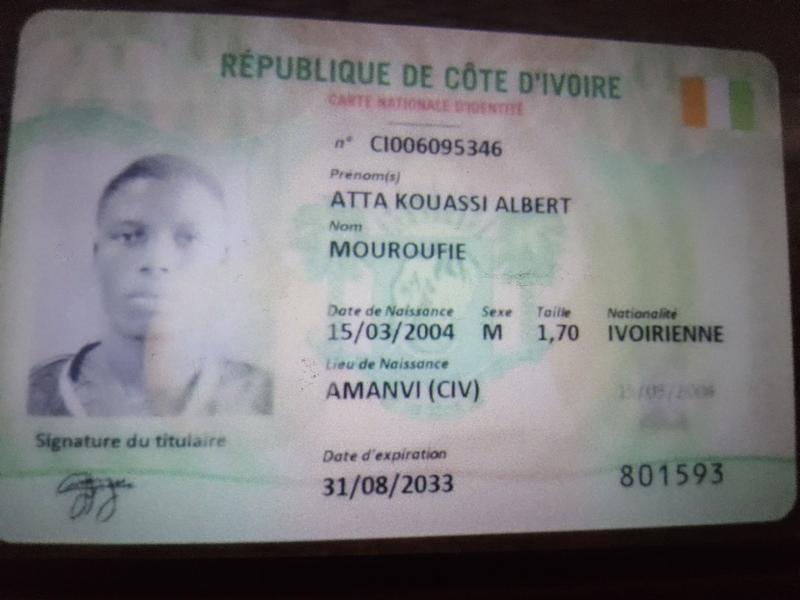 RÉPUBLIQUE DE CÔTE D'IVOIRE
CARTE NATIONALE D'IDENTITÉ
n° CI006095346
Prénom(s)
ATTA KOUASSI ALBERT
Nom
MOUROUFIE
Date de Naissance Sexe Taille Nationalité
15/03/2004 M 1,70 IVOIRIENNE
Lieu de Naissance
AMANVI (CIV)
Signature du titulaire
Date d'expiration
31/08/2033
801593